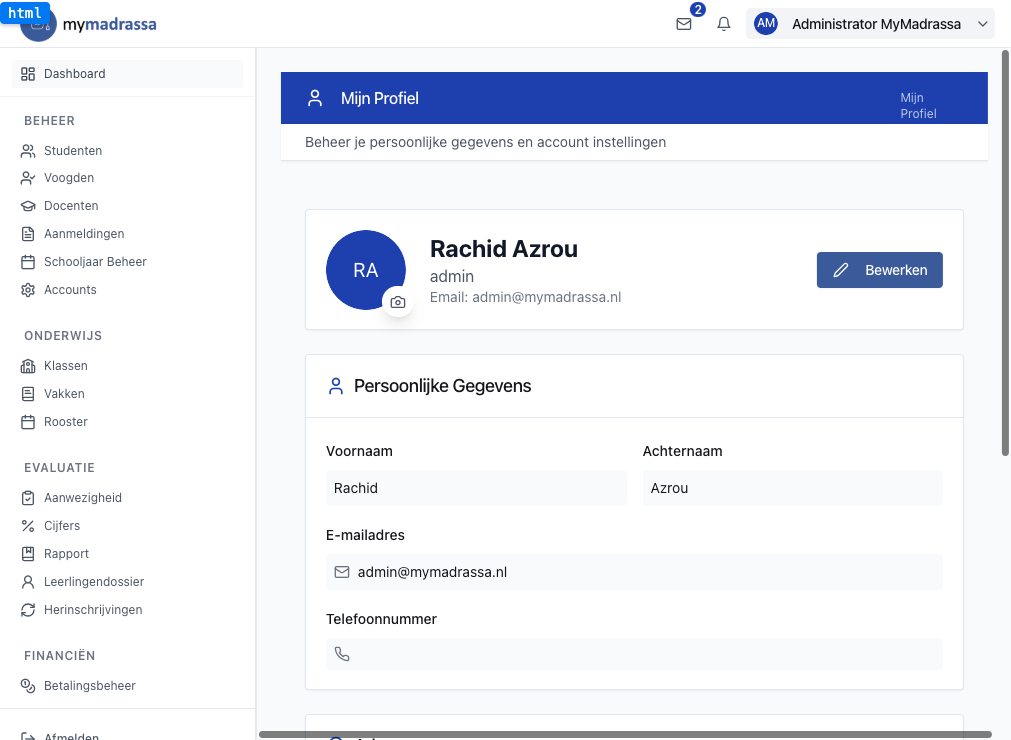 html
mymadrassa
2
AM
Administrator MyMadrassa
Dashboard
BEHEER
Studenten
Voogden
Docenten
Aanmeldingen
Schooljaar Beheer
Accounts
ONDERWIJS
Klassen
Vakken
Rooster
EVALUATIE
Aanwezigheid
Cijfers
Rapport
Leerlingendossier
Herinschrijvingen
FINANCIËN
Betalingsbeheer
Afmelden
Mijn Profiel
Mijn
Profiel
Beheer je persoonlijke gegevens en account instellingen
RA
Rachid Azrou
admin
Email: admin@mymadrassa.nl
Bewerken
Persoonlijke Gegevens
Voornaam
Achternaam
Rachid
Azrou
E-mailadres
admin@mymadrassa.nl
Telefoonnummer